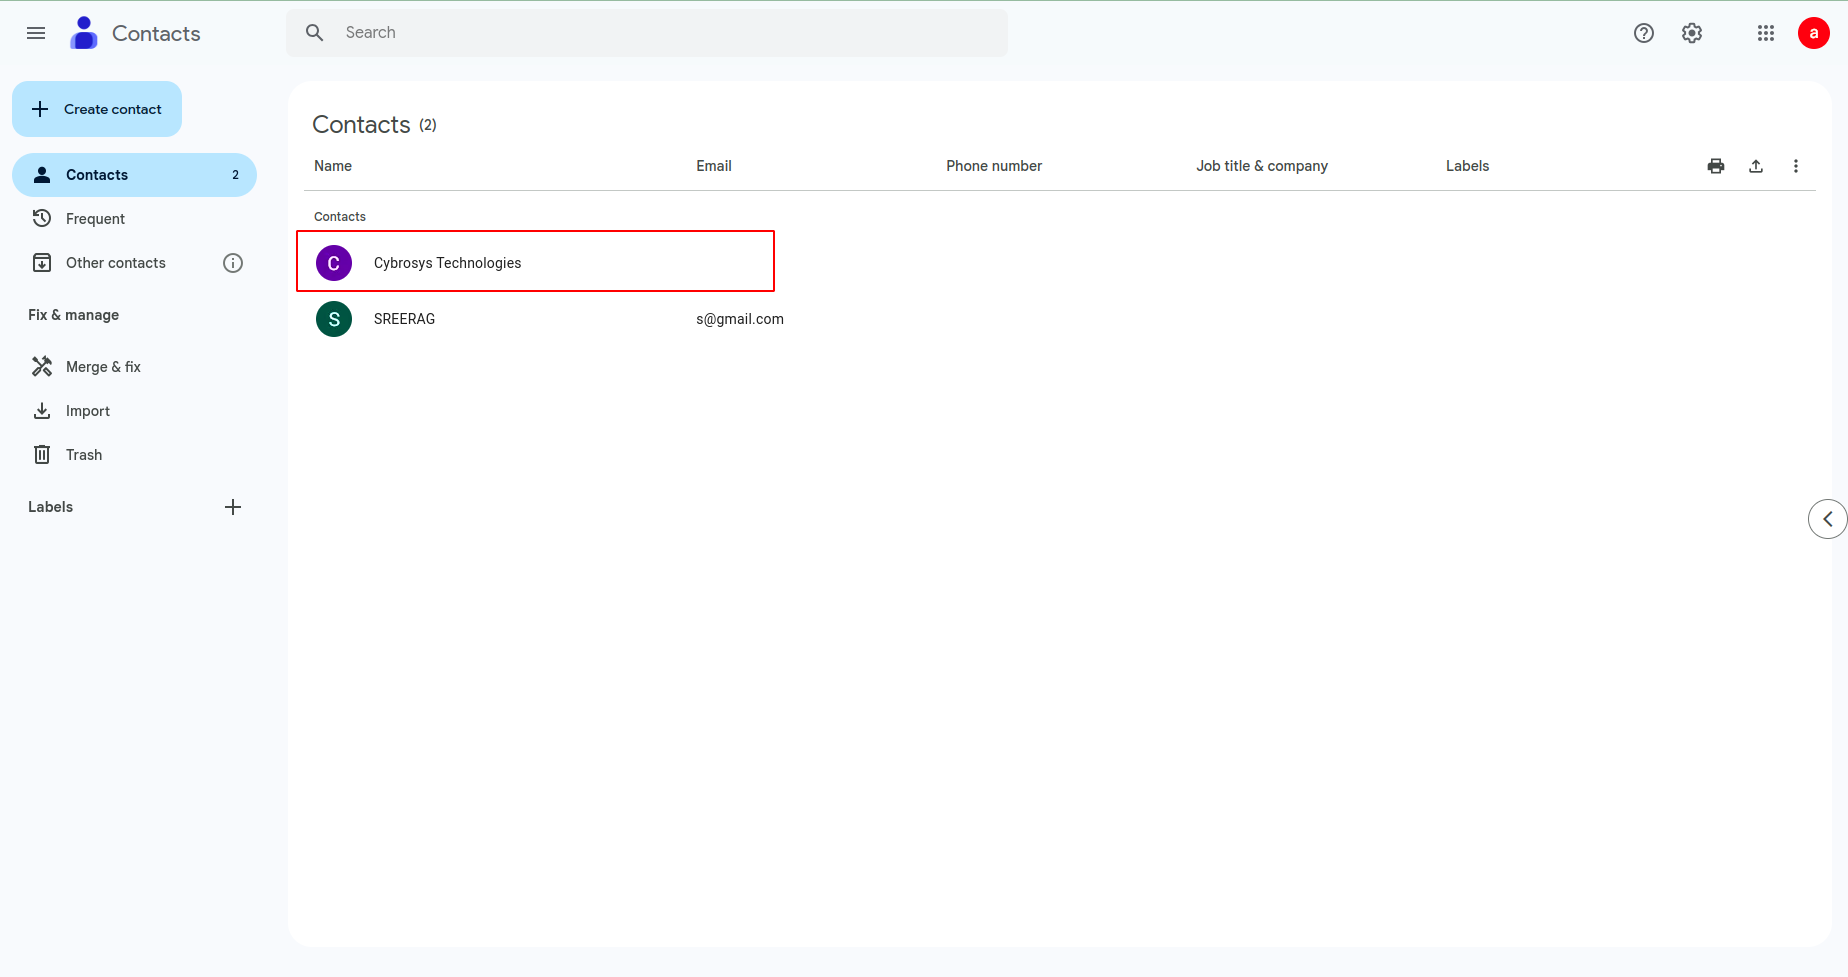 Contacts
Search
a
Create contact
Contacts 2
Frequent
Other contacts
Fix & manage
Merge & fix
Import
Trash
Labels
Contacts (2)
Name Email Phone number Job title & company Labels
Contacts
C Cybrosys Technologies
S SREERAG s@gmail.com